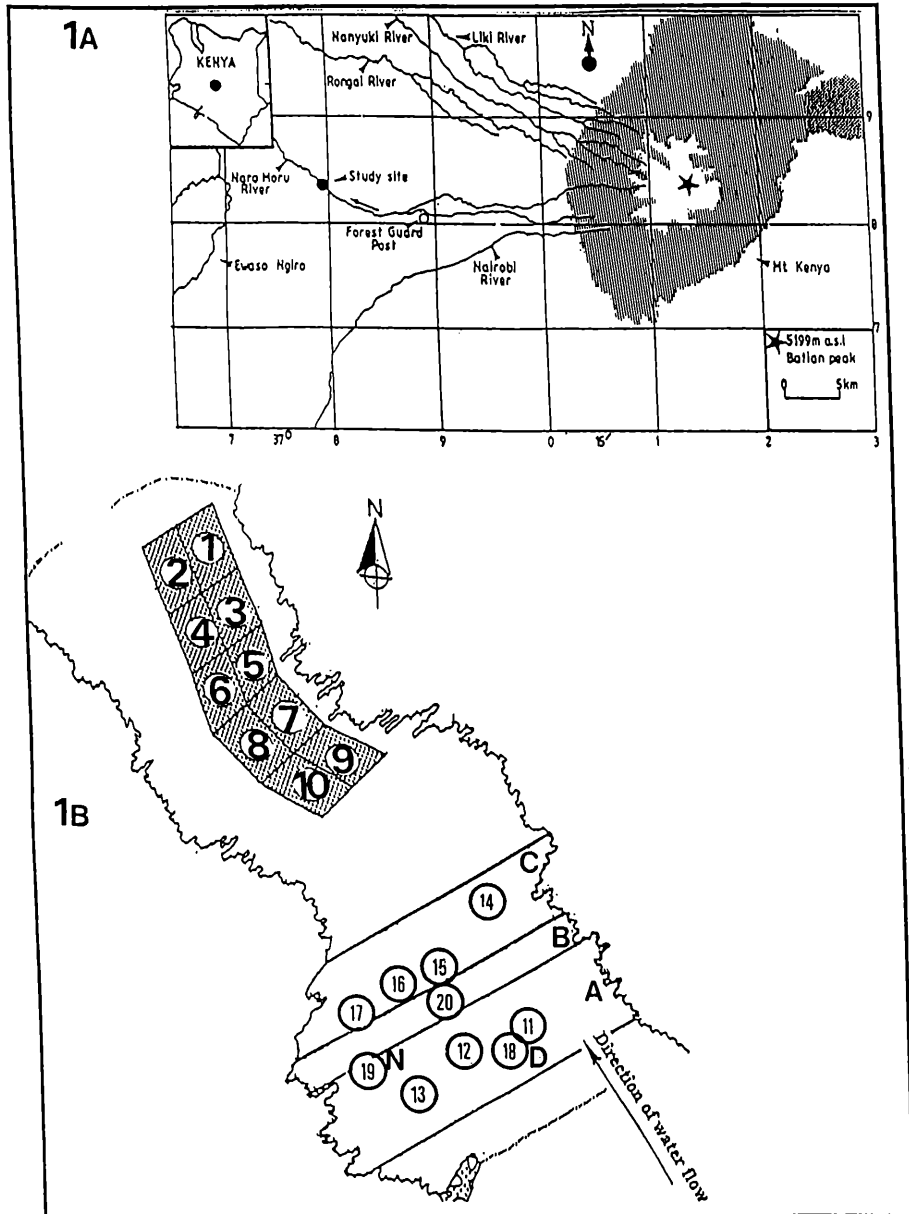 1A
KENYA
Nanyuki River
Liki River
N
Rongai River
Naro Moru
River
Study site
Forest Guard
Post
Ewaso Ngiro
Nairobi
River
Mt Kenya
9
8
7
5199m a.s.l
Batian peak
0 5km
7 37° 8 9 0 15' 1 2 3
1B
N
1
2
3
4
5
6
7
8
9
10
C
14
B
15
16
17
20
A
11
12
18
D
19
N
13
Direction of water flow